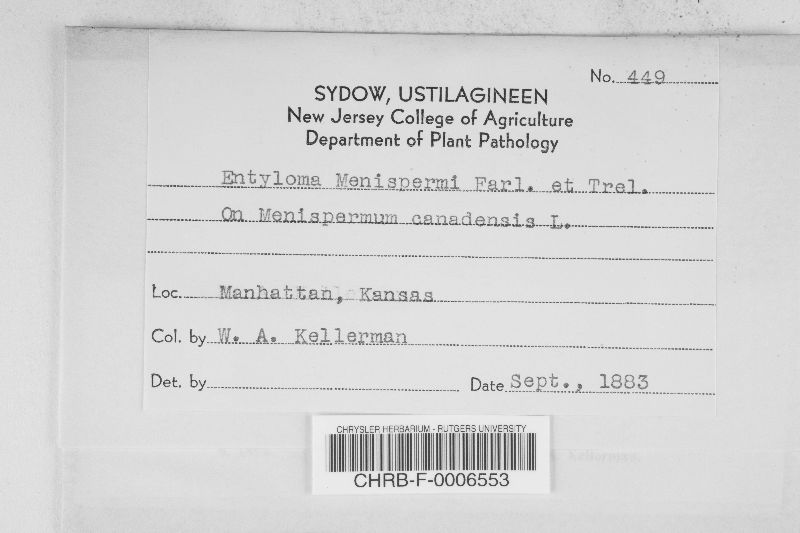 No. 449
SYDOW, USTILAGINEEN
New Jersey College of Agriculture
Department of Plant Pathology
Entyloma Menispermi Farl. et Trel.
On Menispermum canadensis L.
Loc. Manhattan, Kansas
Col. by W. A. Kellerman
Det. by Date Sept., 1883
CHRYSLER HERBARIUM - RUTGERS UNIVERSITY
CHRB-F-0006553